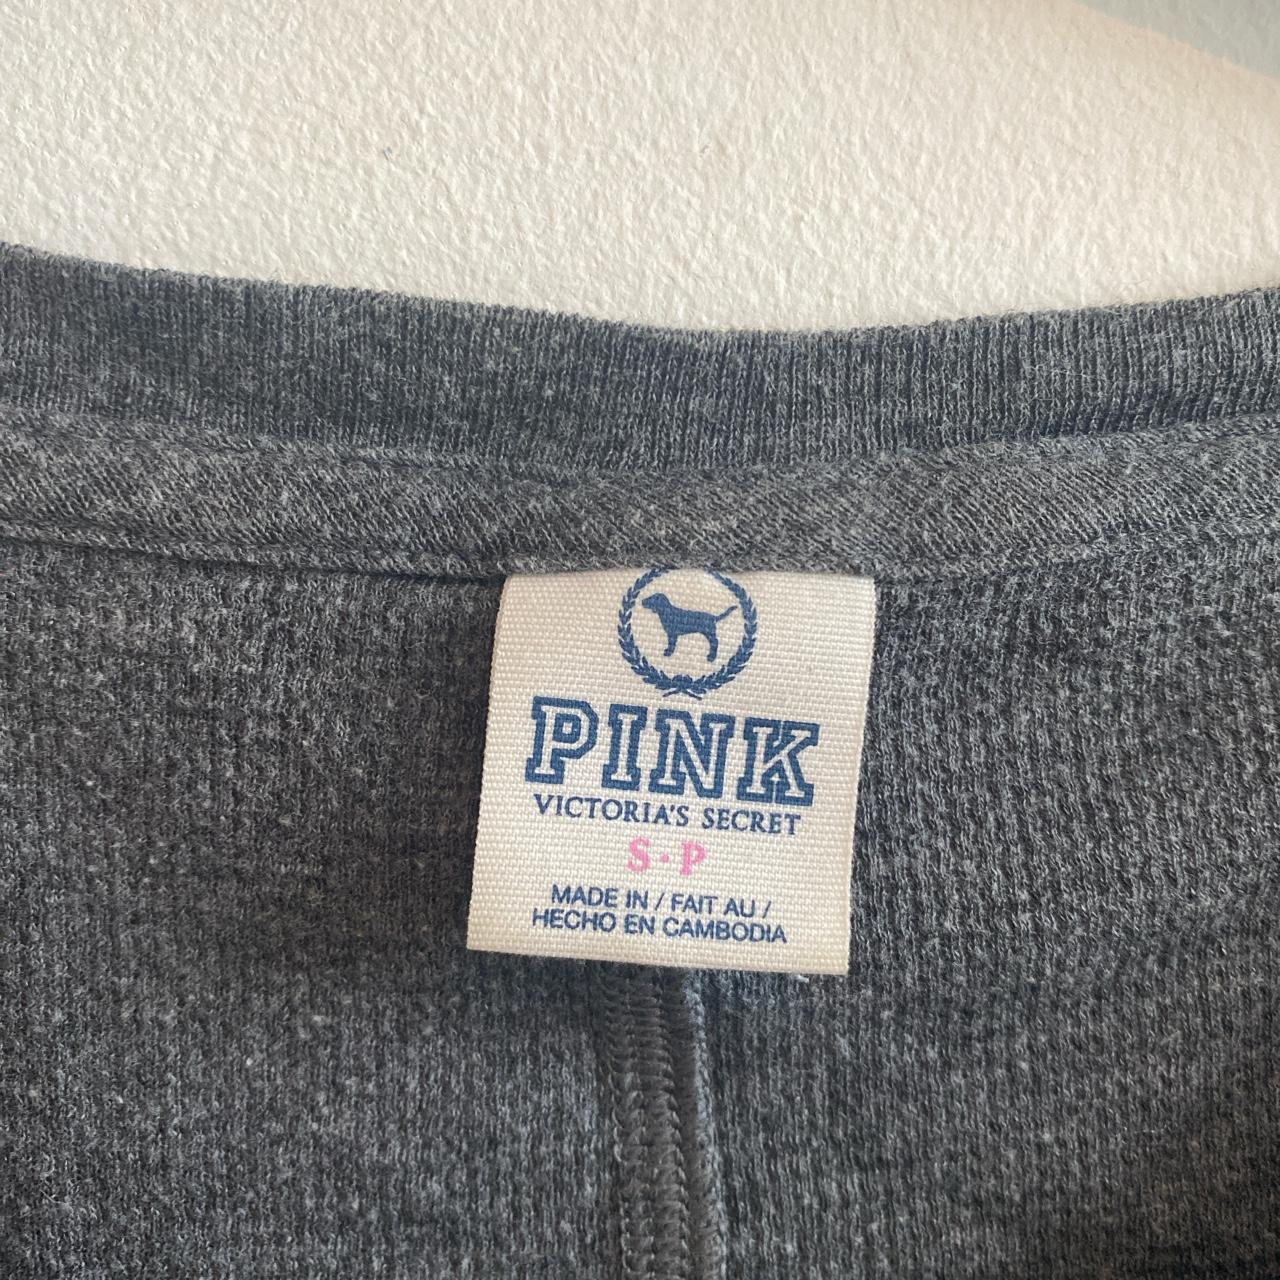 PINK
VICTORIA'S SECRET
S·P
MADE IN / FAIT AU /
HECHO EN CAMBODIA